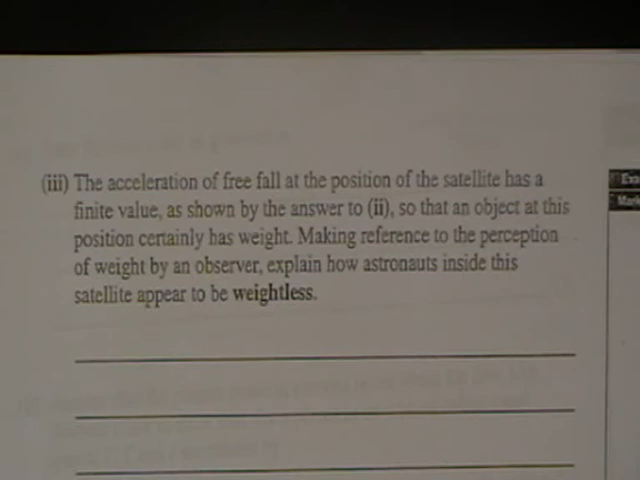 (iii) The acceleration of free fall at the position of the satellite has a
finite value, as shown by the answer to (ii), so that an object at this
position certainly has weight. Making reference to the perception
of weight by an observer, explain how astronauts inside this
satellite appear to be weightless.